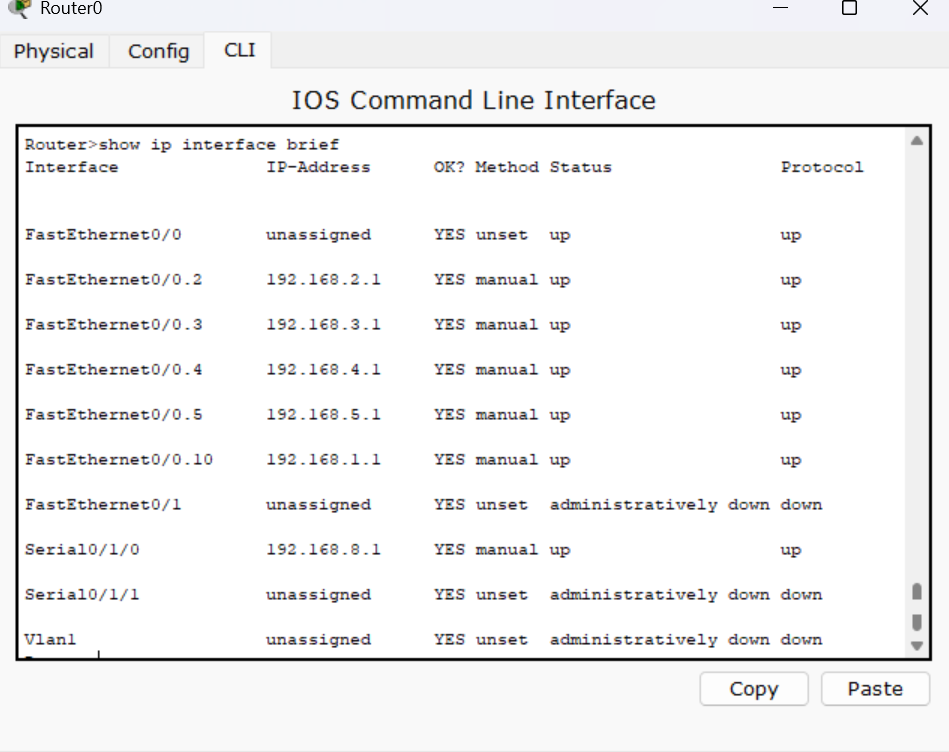 Router0
Physical Config CLI
IOS Command Line Interface
Router>show ip interface brief
Interface IP-Address OK? Method Status Protocol
FastEthernet0/0 unassigned YES unset up up
FastEthernet0/0.2 192.168.2.1 YES manual up up
FastEthernet0/0.3 192.168.3.1 YES manual up up
FastEthernet0/0.4 192.168.4.1 YES manual up up
FastEthernet0/0.5 192.168.5.1 YES manual up up
FastEthernet0/0.10 192.168.1.1 YES manual up up
FastEthernet0/1 unassigned YES unset administratively down down
Serial0/1/0 192.168.8.1 YES manual up up
Serial0/1/1 unassigned YES unset administratively down down
Vlan1 unassigned YES unset administratively down down
Copy Paste